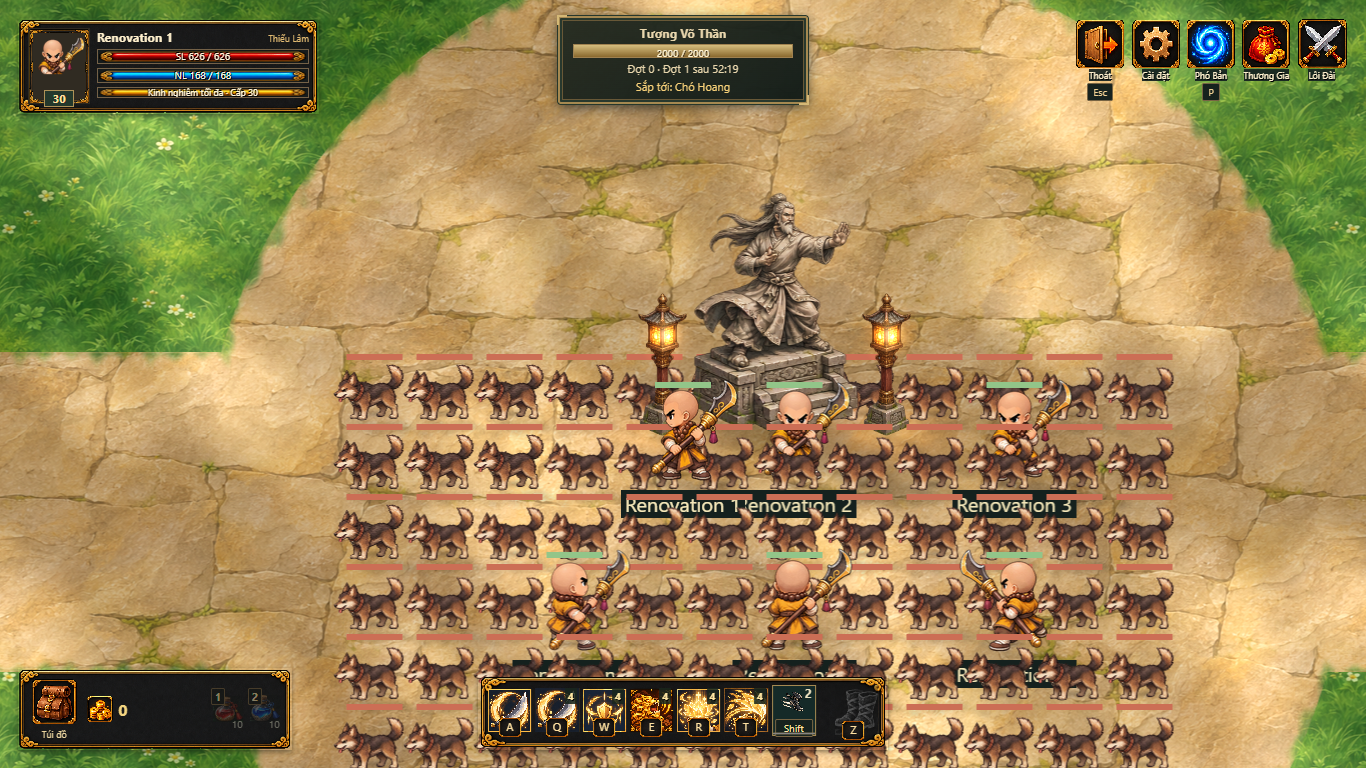 Renovation 1
Thiếu Lâm
SL 626 / 626
NL 168 / 168
Kinh nghiệm tối đa - Cấp 30
30
Tượng Võ Thần
2000 / 2000
Đợt 0 · Đợt 1 sau 52:19
Sắp tới: Chó Hoang
Thoát
Cài đặt
Phó Bản
Thương Gia
Lôi Đài
Esc
P
Renovation 1
enovation 2
Renovation 3
Túi đồ
0
1
10
2
10
A
4
Q
4
W
4
E
4
R
4
T
2
Shift
Z